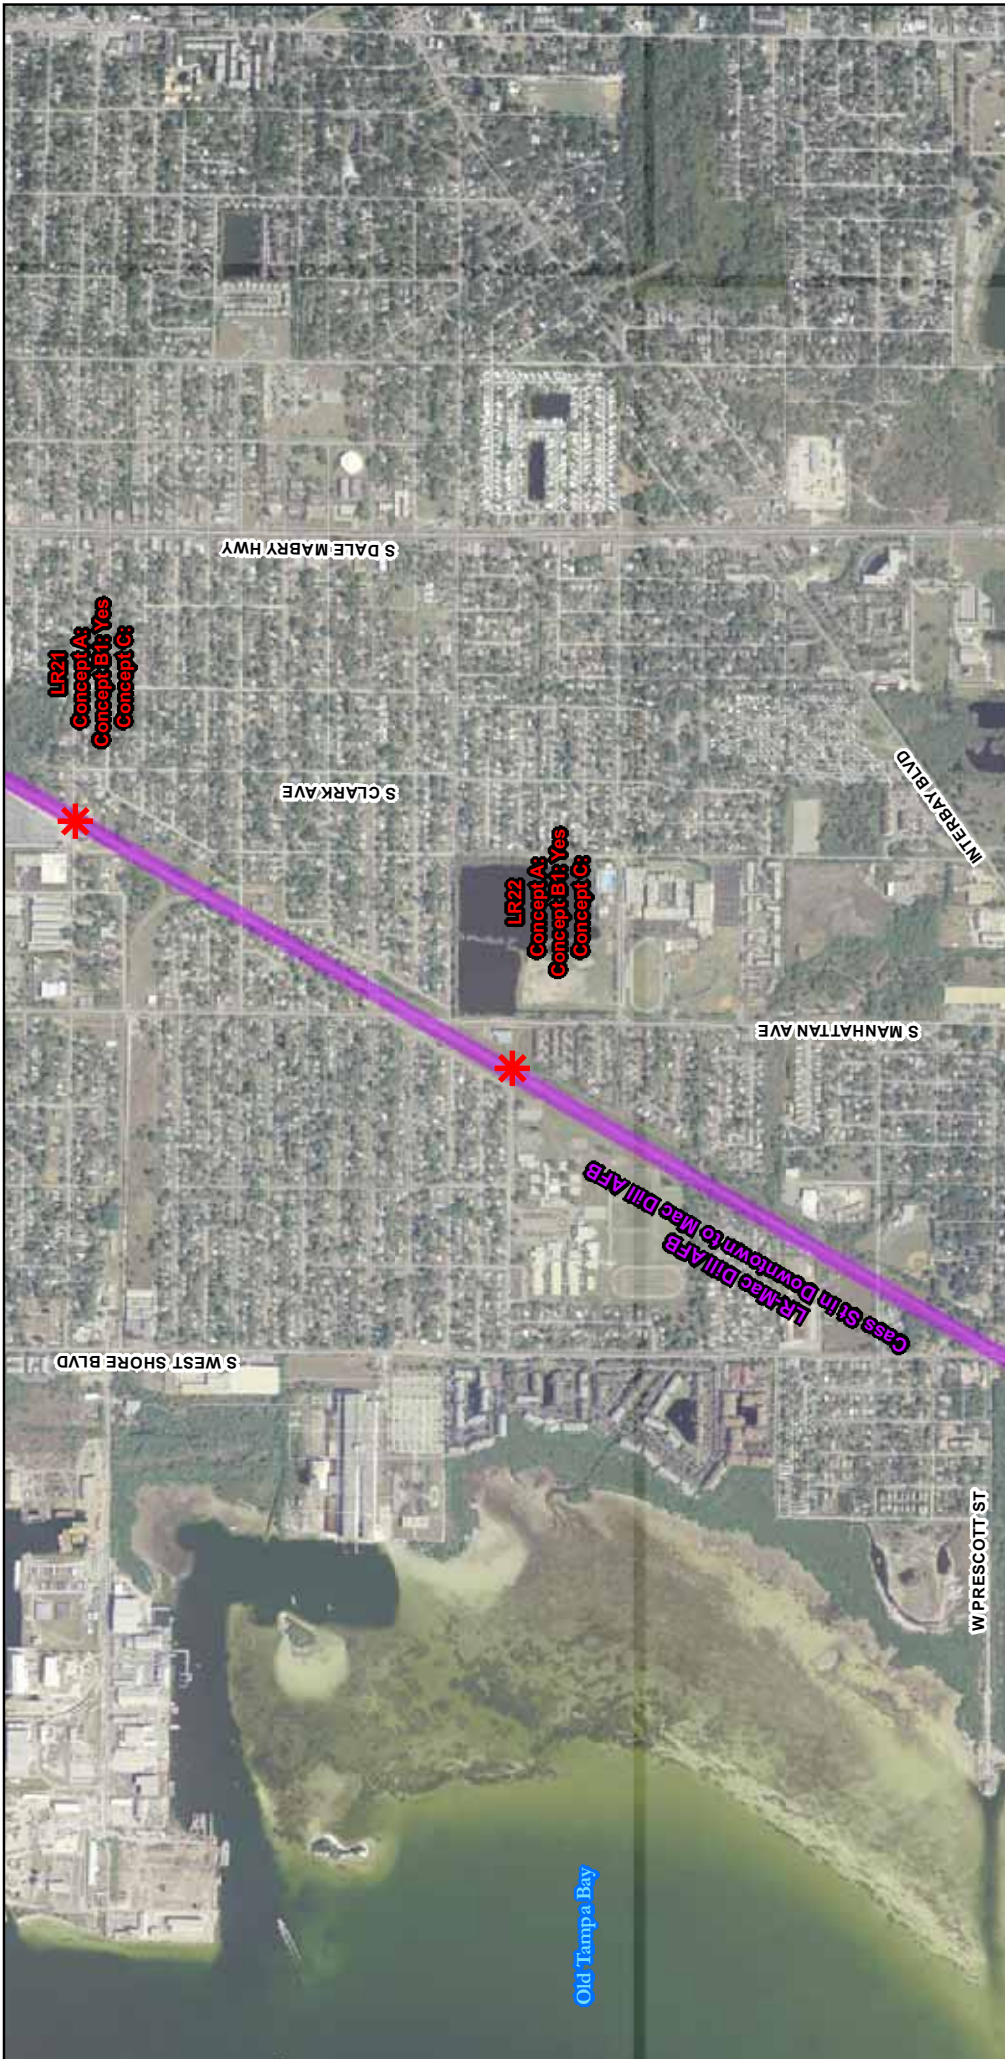 LR21
Concept A:
Concept B1: Yes
Concept C:
S DALE MABRY HWY
S CLARK AVE
LR22
Concept A:
Concept B1: Yes
Concept C:
INTERBAY BLVD
S MANHATTAN AVE
LR-Mac Dill AFB
Cass St in Downtown to Mac Dill AFB
S WEST SHORE BLVD
W PRESCOTT ST
Old Tampa Bay